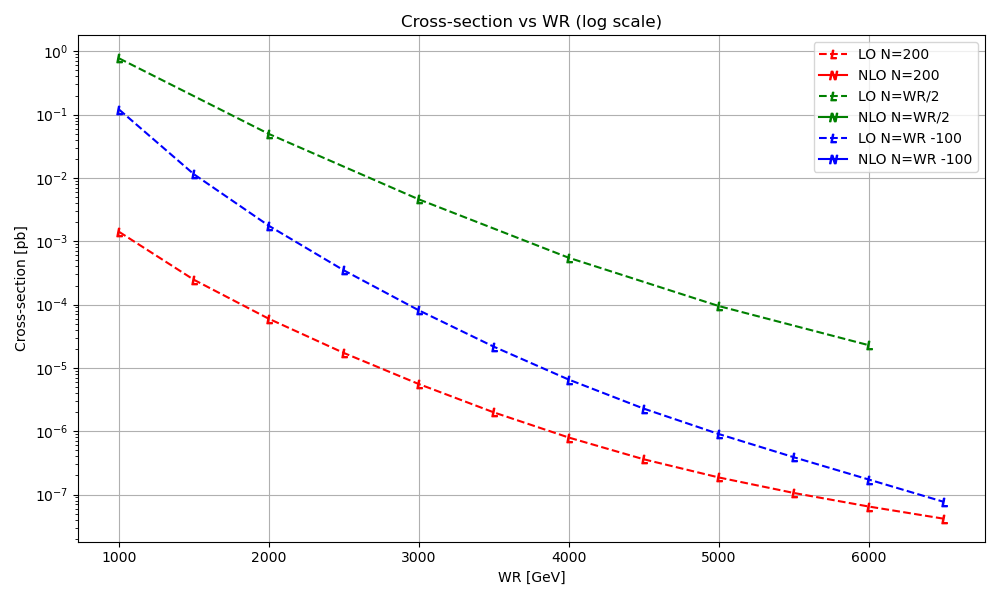 Cross-section vs WR (log scale)
Cross-section [pb]
10⁰
10⁻¹
10⁻²
10⁻³
10⁻⁴
10⁻⁵
10⁻⁶
10⁻⁷
LO N=200
NLO N=200
LO N=WR/2
NLO N=WR/2
LO N=WR -100
NLO N=WR -100
1000 2000 3000 4000 5000 6000
WR [GeV]